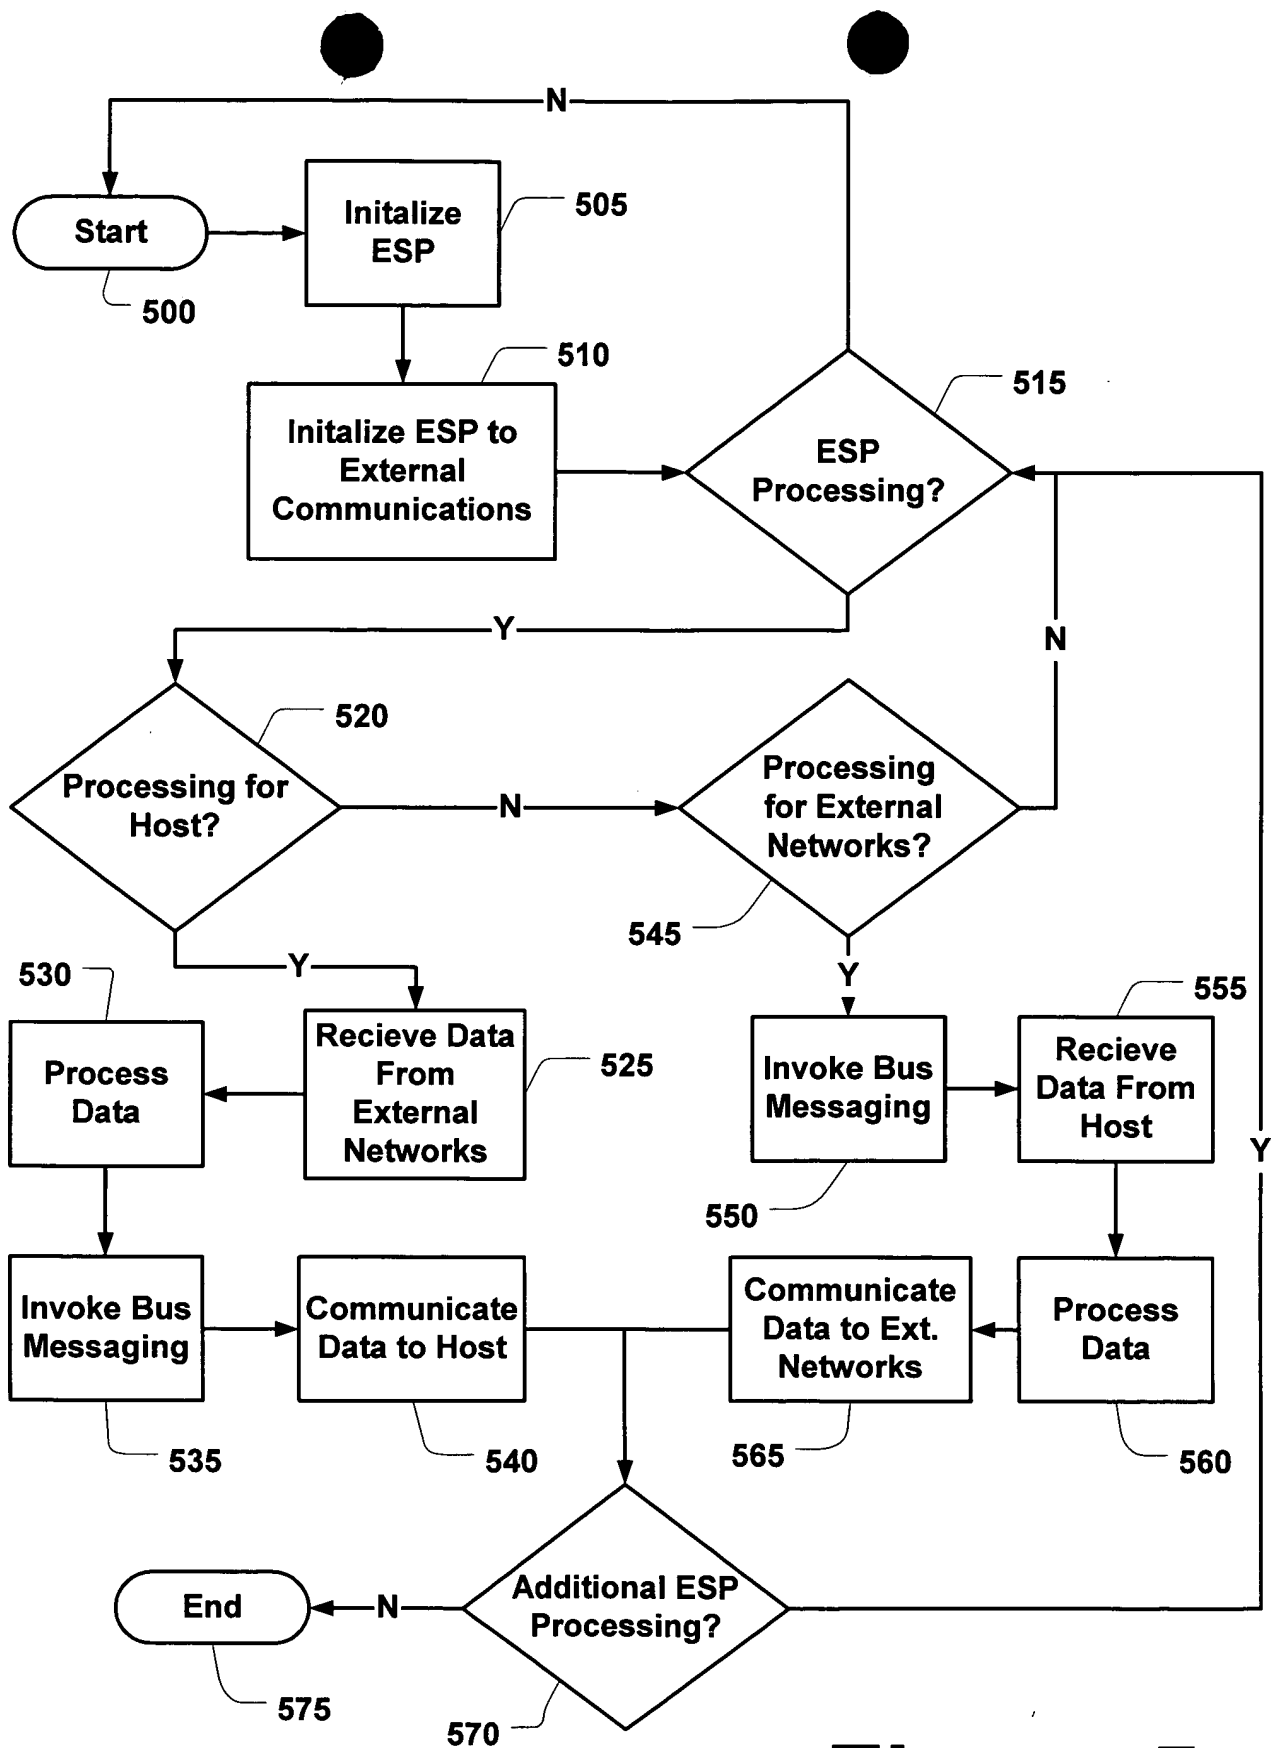 N
Start
500
Initalize
ESP
505
510
Initalize ESP to
External
Communications
515
ESP
Processing?
Y
N
520
Processing for
Host?
N
Processing
for External
Networks?
545
Y
Y
530
Process
Data
Recieve Data
From
External
Networks
525
Invoke Bus
Messaging
550
555
Recieve
Data From
Host
Y
Invoke Bus
Messaging
535
Communicate
Data to Host
540
Communicate
Data to Ext.
Networks
565
Process
Data
560
Additional ESP
Processing?
570
N
End
575